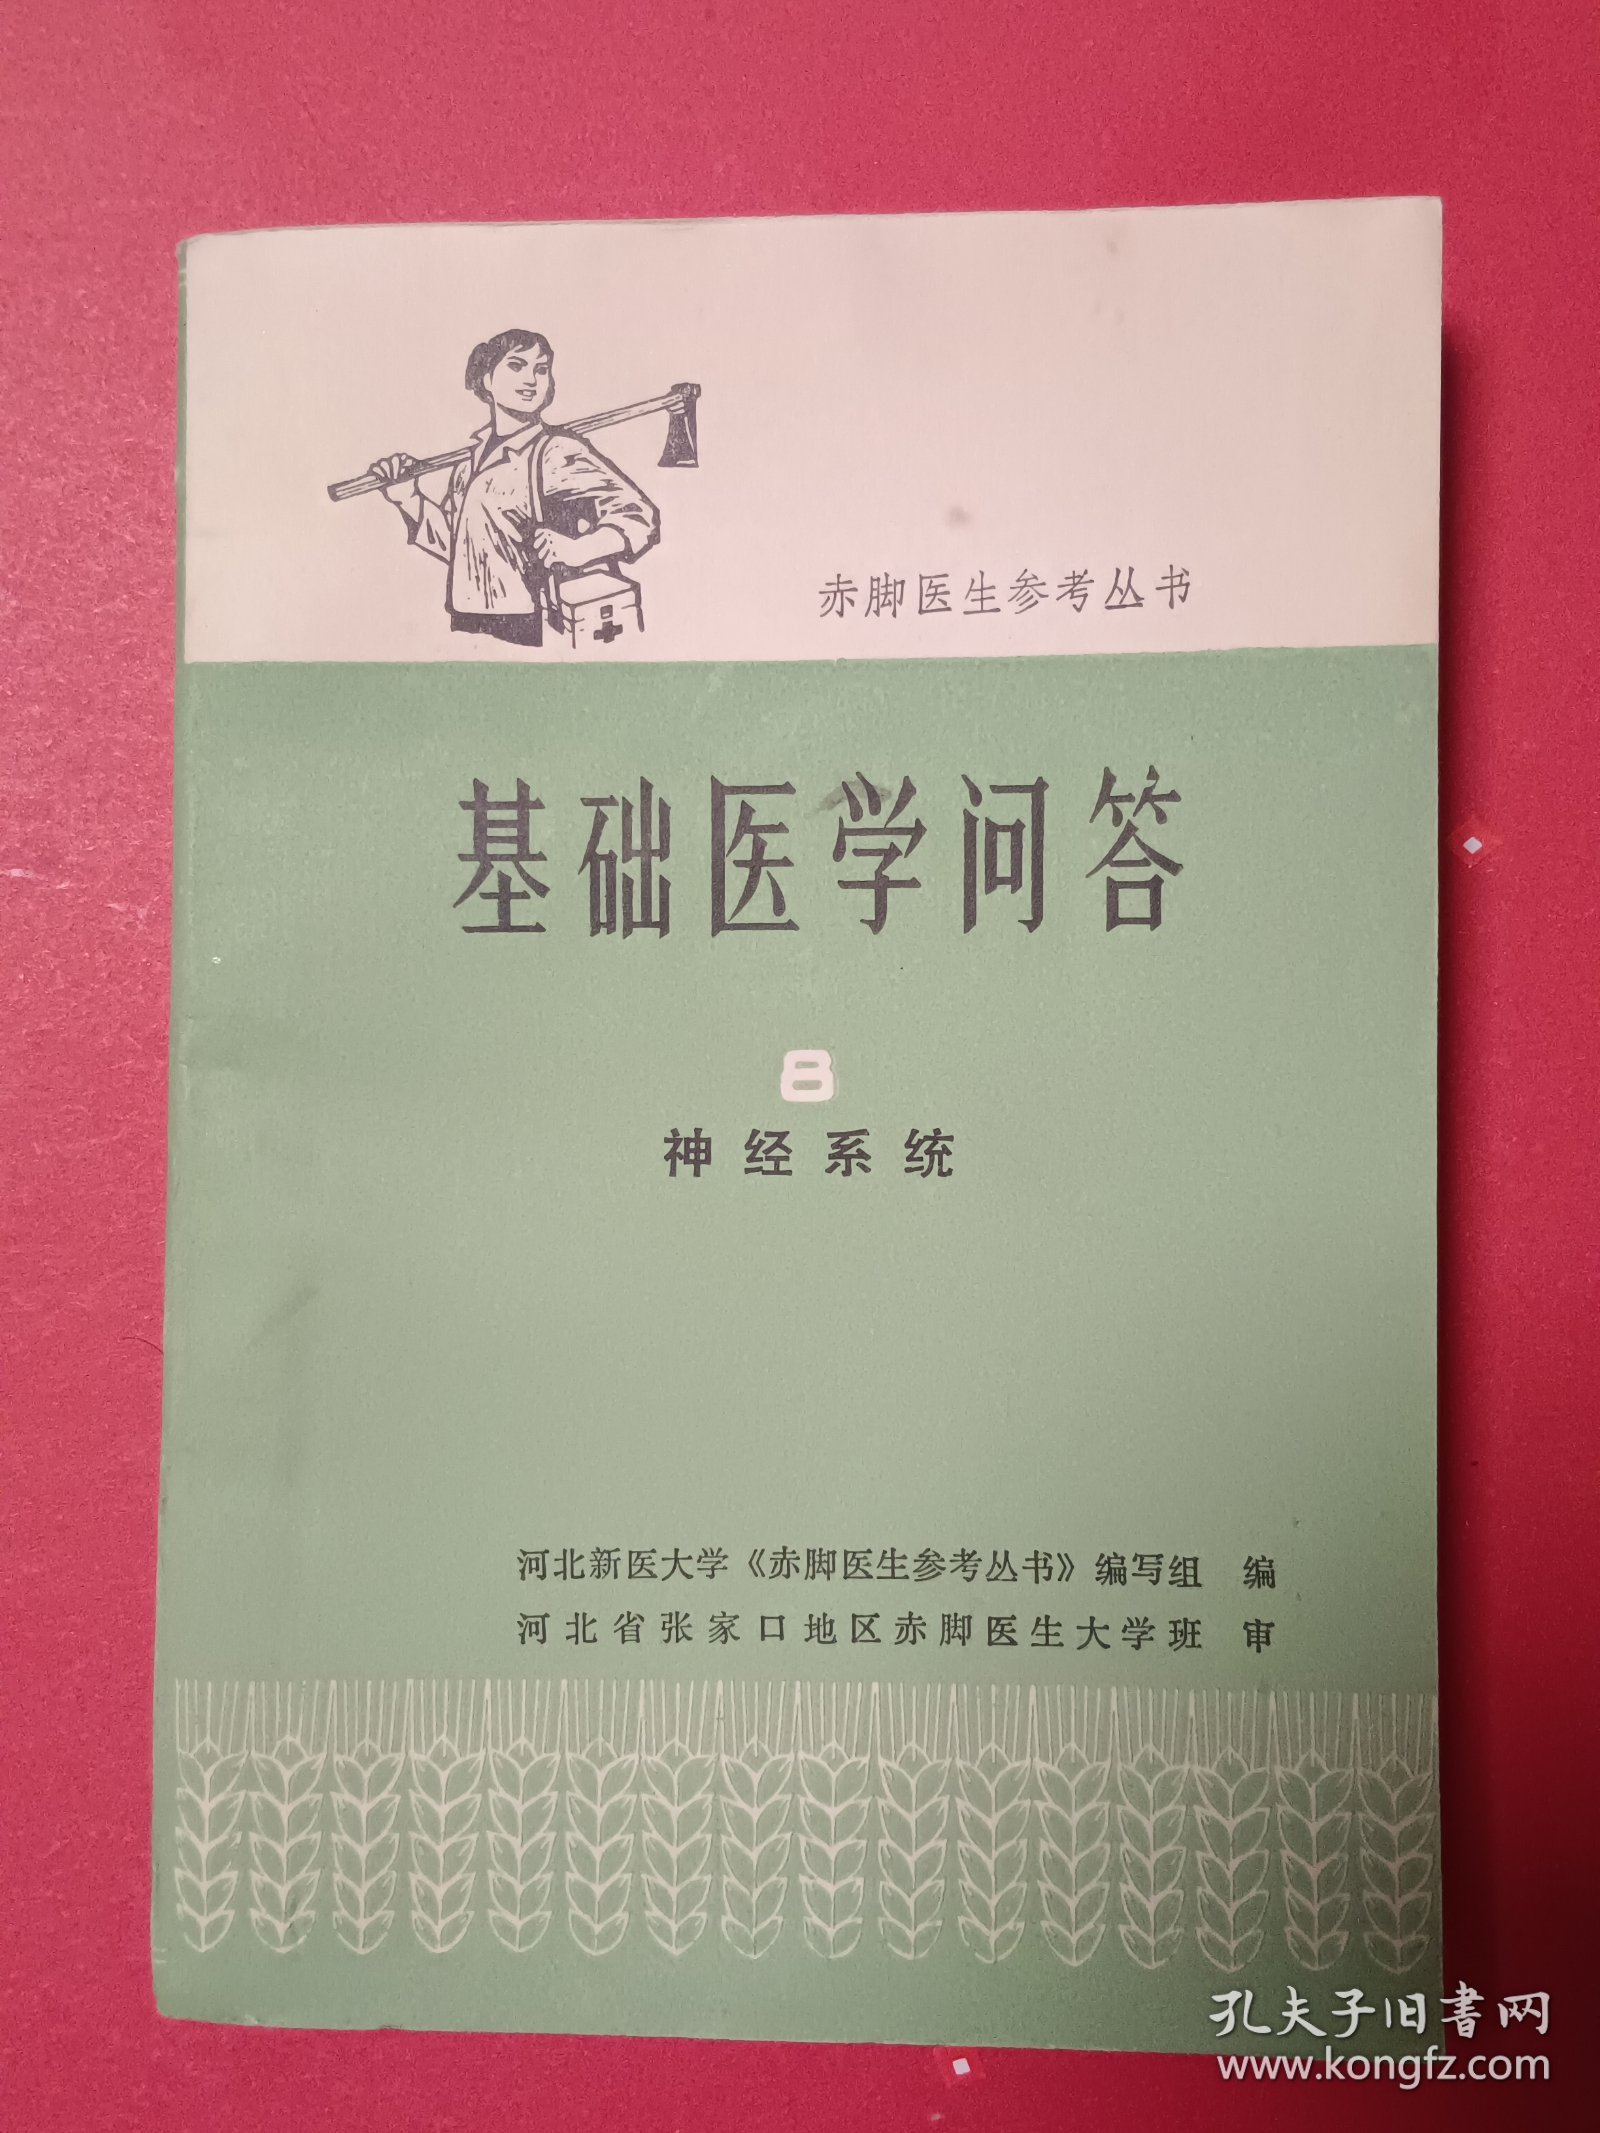 赤脚医生参考丛书
基础医学问答
8
神经系统
河北新医大学《赤脚医生参考丛书》编写组 编
河北省张家口地区赤脚医生大学班 审
孔夫子旧書网
www.kongfz.com